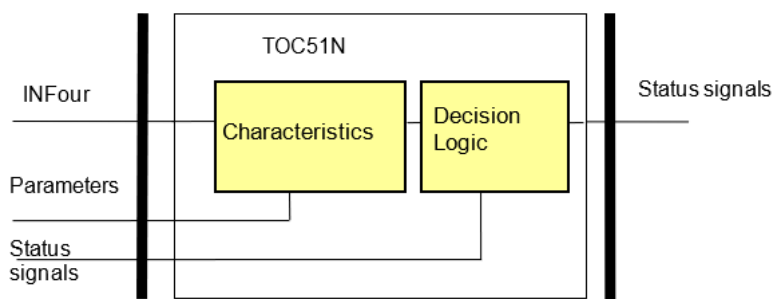 TOC51N
INFour
Characteristics
Decision
Logic
Status signals
Parameters
Status
signals